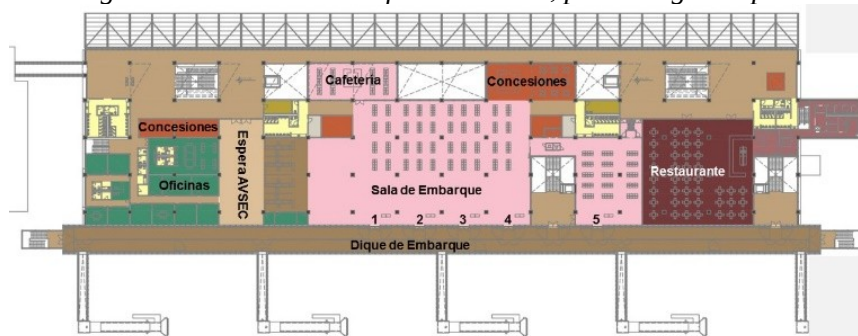 Cafetería
Concesiones
Concesiones
Espera AVSEC
Oficinas
Sala de Embarque
Restaurante
1 2 3 4 5
Dique de Embarque